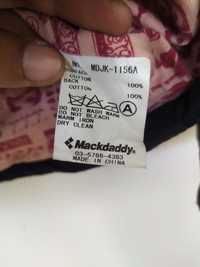 MDJK-1156A
COTTON 100%
BACK
COTTON 100%
A
DO NOT WASH WARM
DO NOT BLEACH
WARM IRON
DRY CLEAN
Mackdaddy
03-5786-4383
MADE IN CHINA